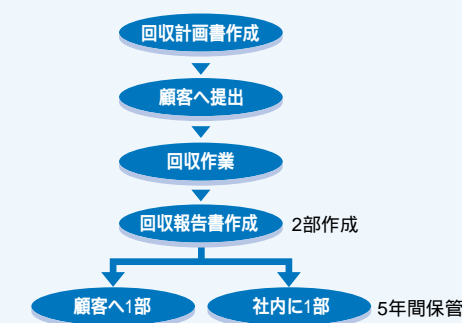 回収計画書作成
顧客へ提出
回収作業
回収報告書作成 2部作成
顧客へ1部 社内に1部 5年間保管